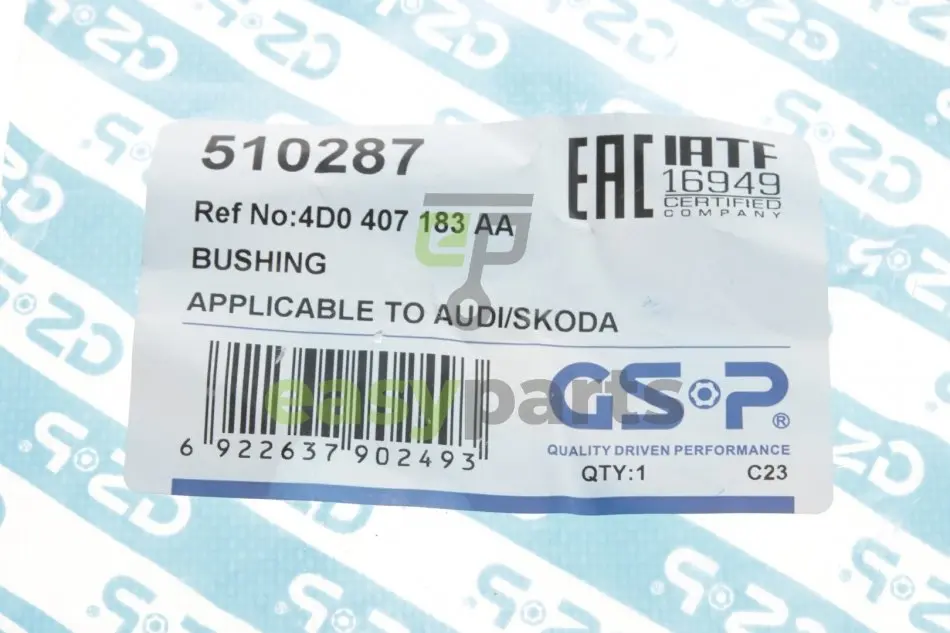 510287
EAC
IATF
16949
CERTIFIED
COMPANY
Ref No:4D0 407 183 AA
BUSHING
APPLICABLE TO AUDI/SKODA
EP
easyparts
GSP®
6 922637 902493
QUALITY DRIVEN PERFORMANCE
QTY:1 C23